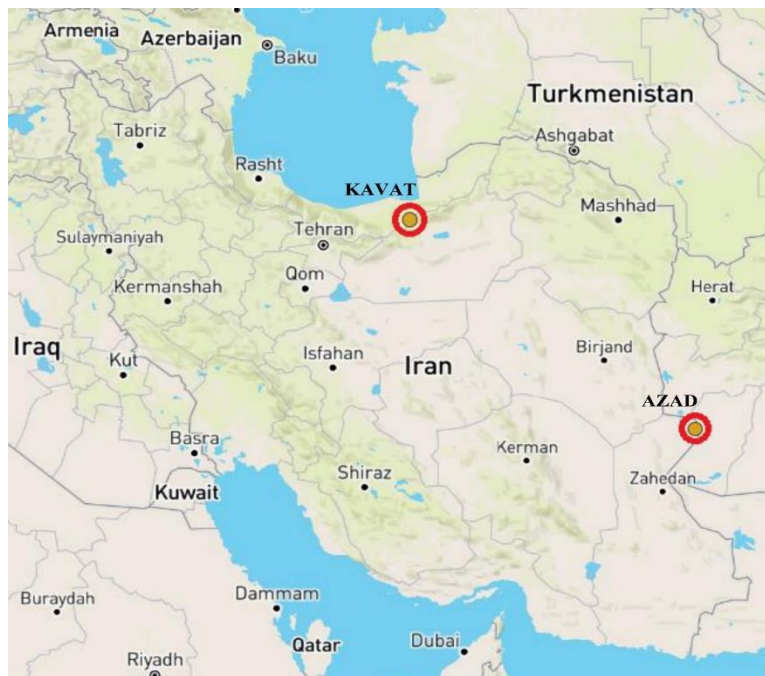 Armenia
Azerbaijan
Baku
Turkmenistan
Tabriz
Ashgabat
Rasht
KAVAT
Mashhad
Tehran
Sulaymaniyah
Qom
Kermanshah
Herat
Iraq
Isfahan
Iran
Birjand
Kut
AZAD
Basra
Kerman
Shiraz
Zahedan
Kuwait
Buraydah
Dammam
Qatar
Dubai
Riyadh